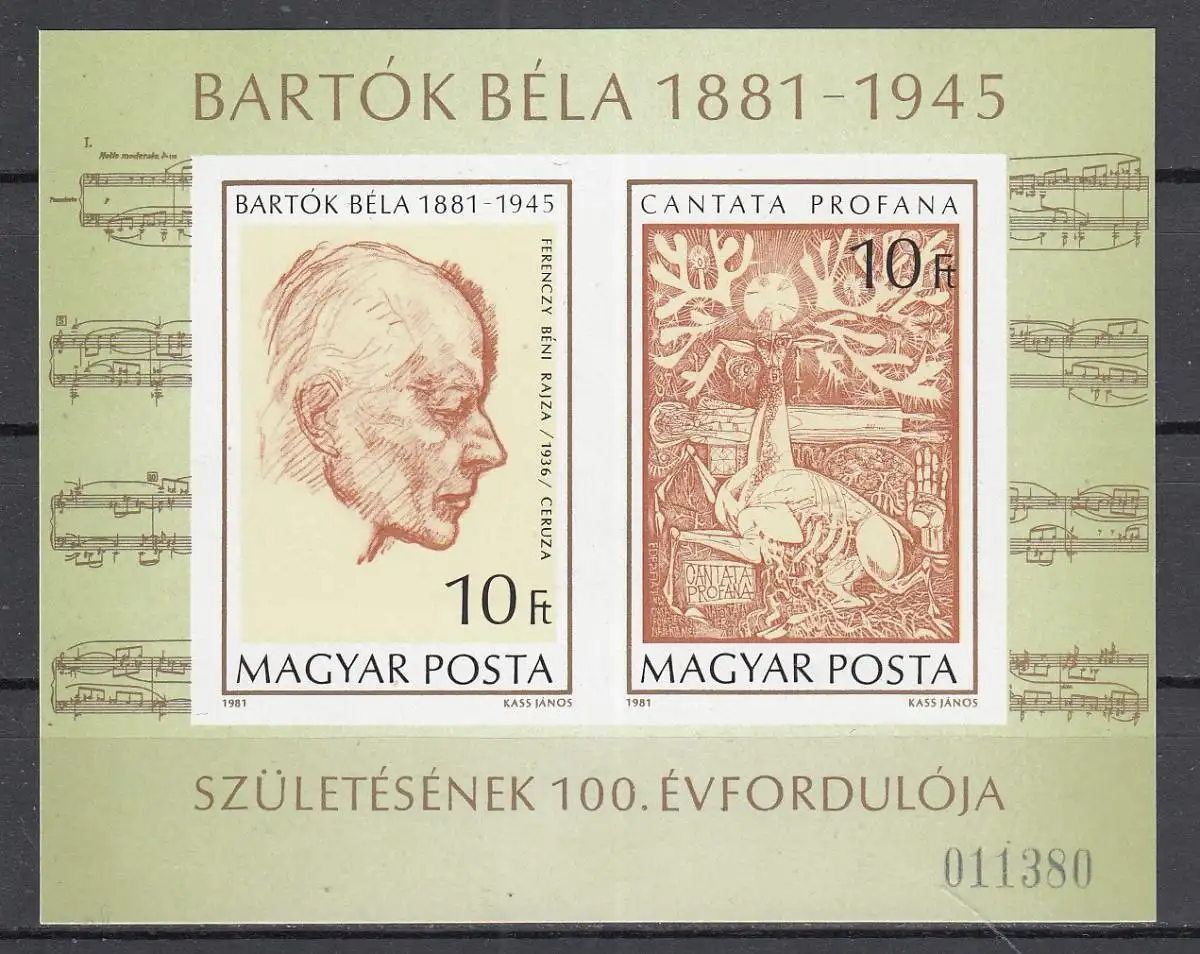 BARTÓK BÉLA 1881-1945
I.
BARTÓK BÉLA 1881-1945
FERENCZY BÉNI RAJZA /1936/ CERUZA
10 Ft
MAGYAR POSTA
1981 KASS JÁNOS
CANTATA PROFANA
10 Ft
CANTATA
PROFANA
MAGYAR POSTA
1981 KASS JÁNOS
SZÜLETÉSÉNEK 100. ÉVFORDULÓJA
011380